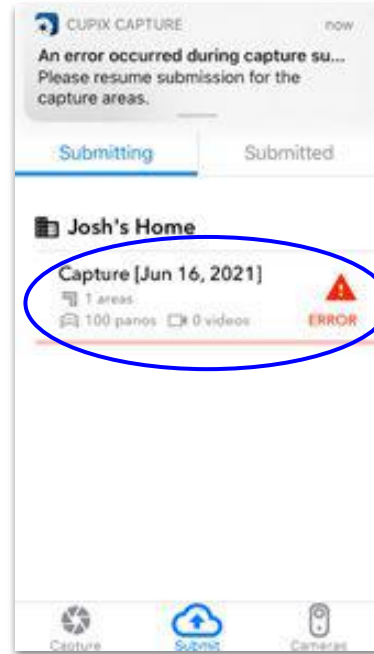 CUPIX CAPTURE now
An error occurred during capture su...
Please resume submission for the
capture areas.
Submitting Submitted
Josh's Home
Capture [Jun 16, 2021]
1 areas
100 panos 0 videos ERROR
Capture Submit Cameras